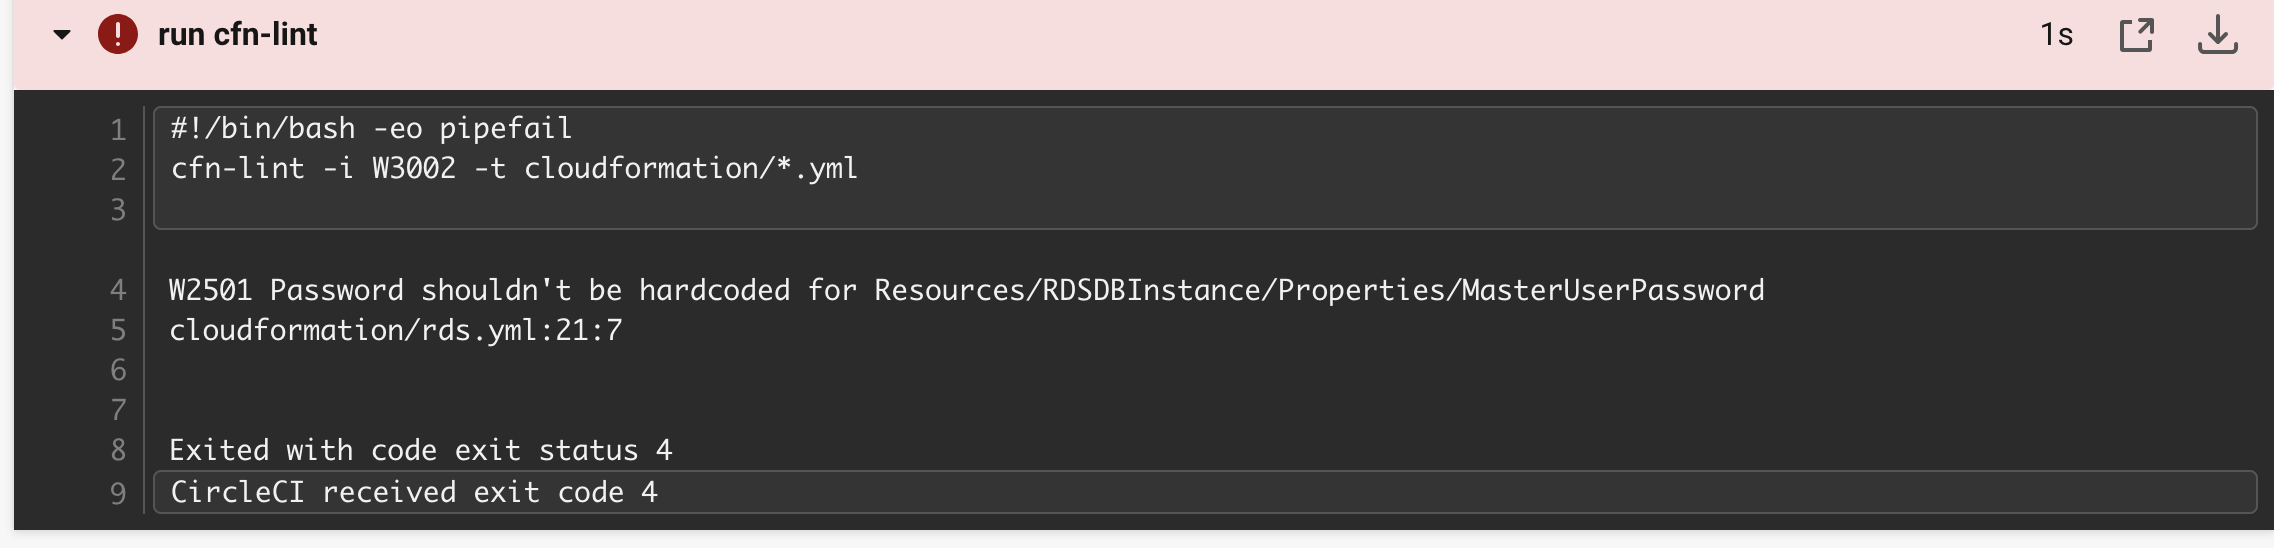 run cfn-lint
1s
1 #!/bin/bash -eo pipefail
2 cfn-lint -i W3002 -t cloudformation/*.yml
3
4 W2501 Password shouldn't be hardcoded for Resources/RDSDBInstance/Properties/MasterUserPassword
5 cloudformation/rds.yml:21:7
6
7
8 Exited with code exit status 4
9 CircleCI received exit code 4